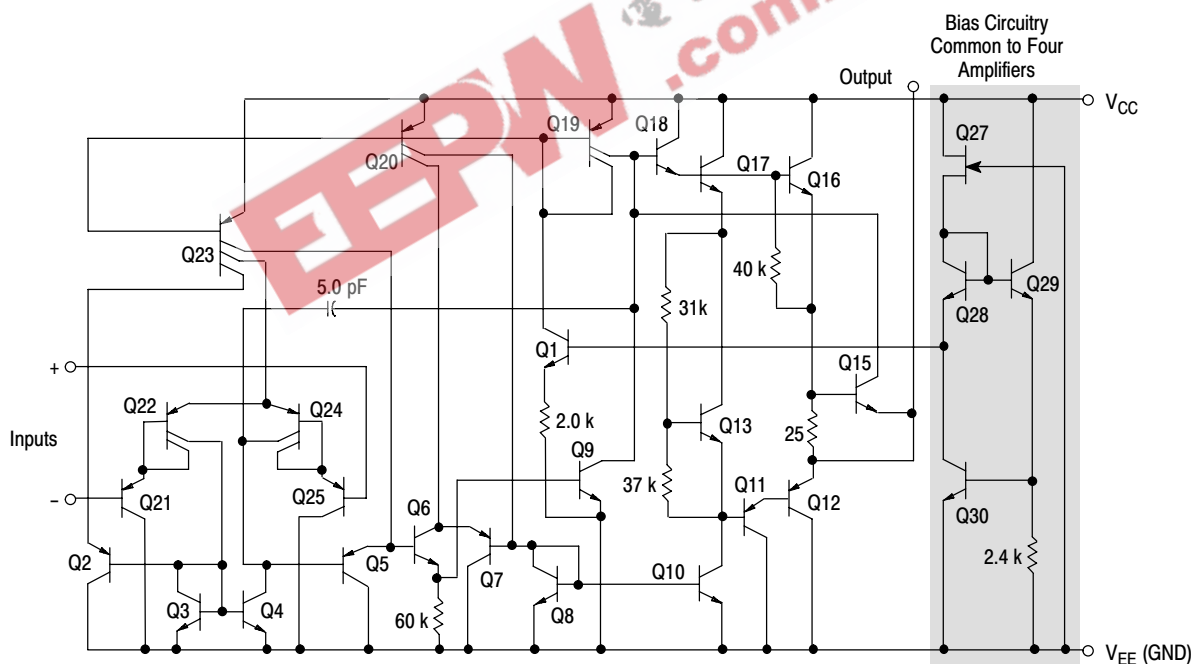 Bias Circuitry
Common to Four
Amplifiers
Output
EEPW.com
VCC
Q19
Q18
Q27
Q20
Q17
Q16
Q23
5.0 pF
40 k
31k
Q28
Q29
Q1
Q15
+
Q22
Q24
2.0 k
Q13
25
Inputs
Q9
37 k
Q11
−
Q21
Q25
Q6
Q12
Q30
Q2
Q5
Q7
Q10
2.4 k
Q3
Q4
60 k
Q8
VEE (GND)